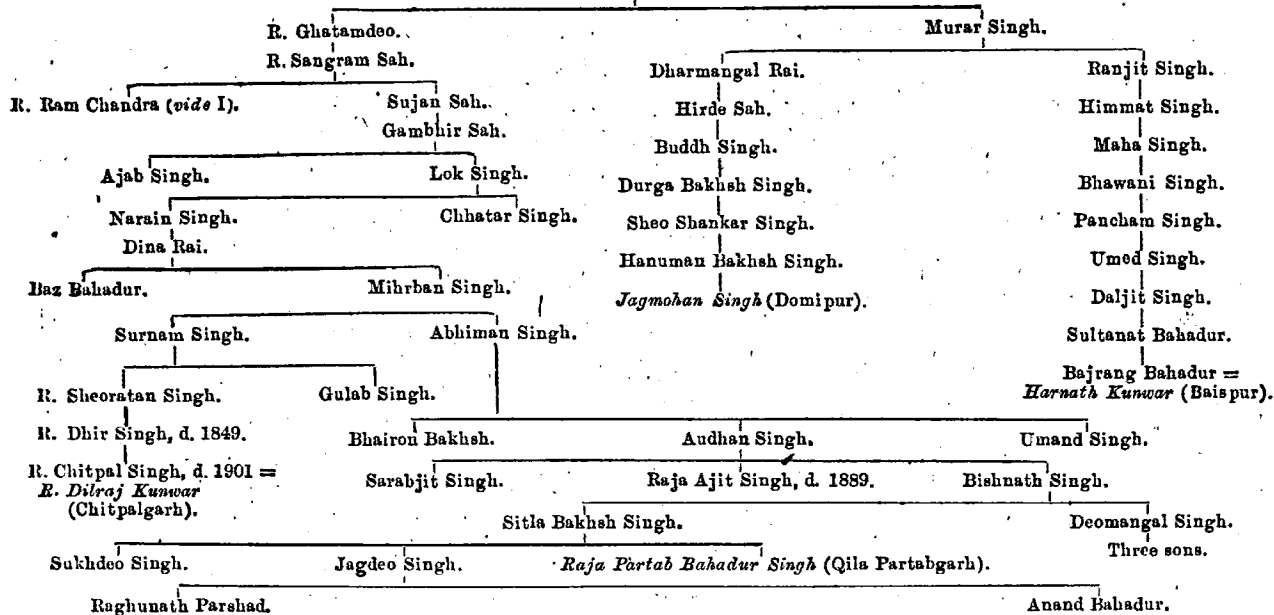 R. Ghatamdeo. Murar Singh.
R. Sangram Sah. Dharmangal Rai. Ranjit Singh.
R. Ram Chandra (vide I). Sujan Sah. Hirde Sah. Himmat Singh.
Gambhir Sah. Buddh Singh. Maha Singh.
Ajab Singh. Lok Singh. Durga Bakhsh Singh. Bhawani Singh.
Narain Singh. Chhatar Singh. Sheo Shankar Singh. Pancham Singh.
Dina Rai. Hanuman Bakhsh Singh. Umed Singh.
Baz Bahadur. Mihrban Singh. Jagmohan Singh (Domipur). Daljit Singh.
Surnam Singh. Abhiman Singh. Sultanat Bahadur.
R. Sheoratan Singh. Gulab Singh. Bajrang Bahadur =
Harnath Kunwar (Baispur).
R. Dhir Singh, d. 1849. Bhairon Bakhsh. Audhan Singh. Umand Singh.
R. Chitpal Singh, d. 1901 = Sarabjit Singh. Raja Ajit Singh, d. 1889. Bishnath Singh.
R. Dilraj Kunwar
(Chitpalgarh).
Sitla Bakhsh Singh. Deomangal Singh.
Three sons.
Sukhdeo Singh. Jagdeo Singh. Raja Partab Bahadur Singh (Qila Partabgarh).
Raghunath Parshad. Anand Bahadur.